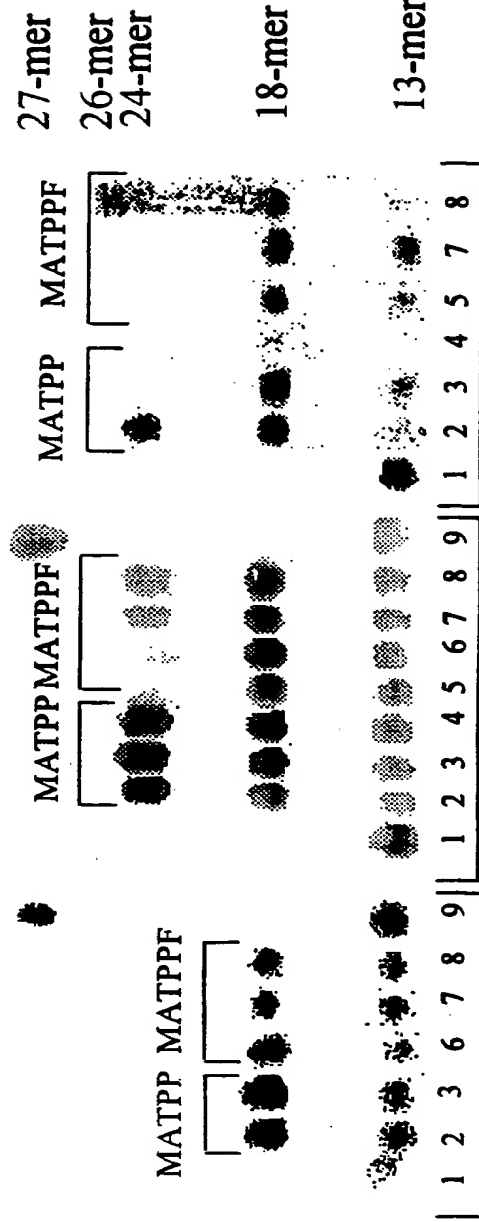 27-mer
26-mer
24-mer
18-mer
13-mer
MATPP MATPPF
MATPP MATPPF
MATPP MATPPF
1 2 3 6 7 8 9
1 2 3 4 5 6 7 8 9
1 2 3 4 5 7 8